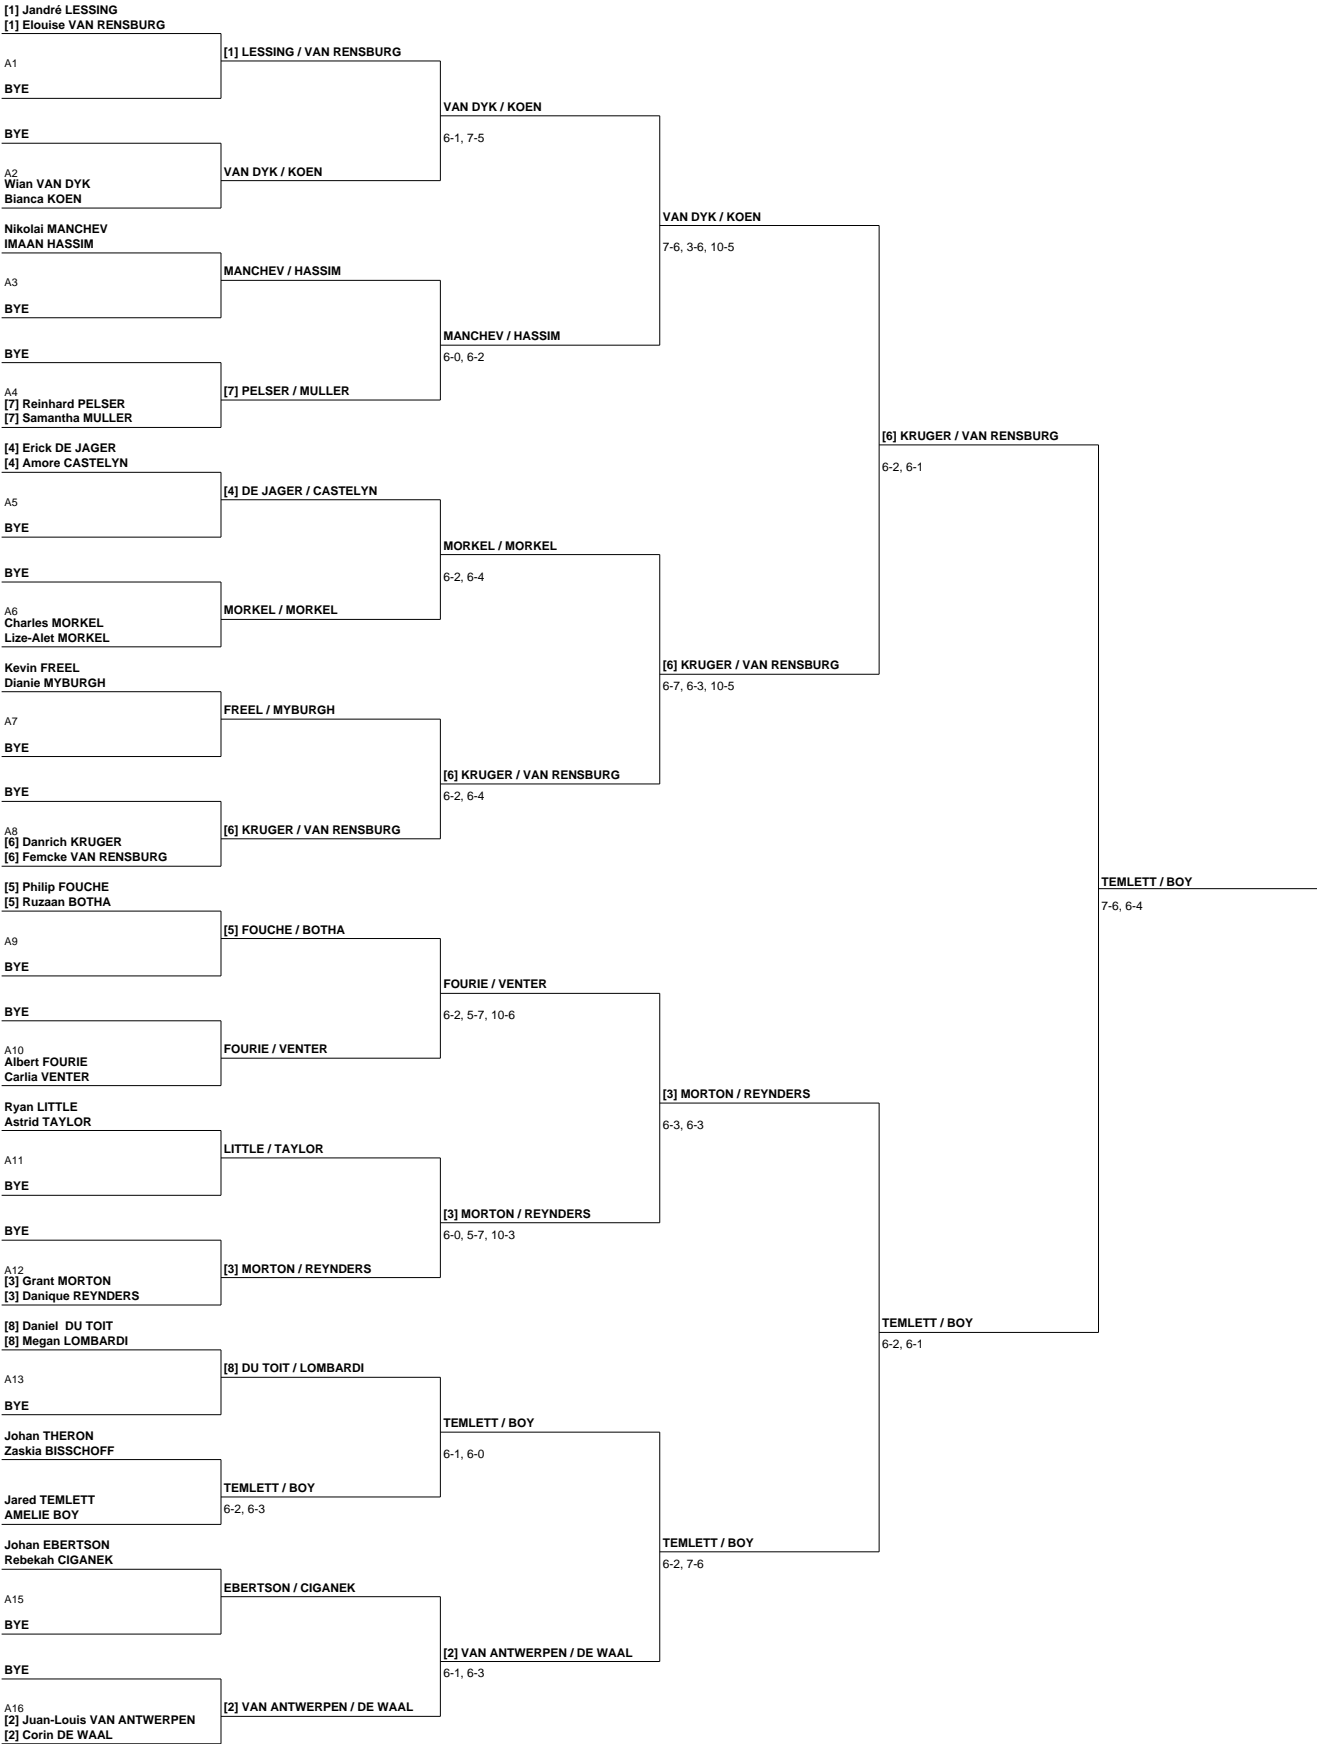 [1] Jandré LESSING
[1] Elouise VAN RENSBURG
A1
BYE
[1] LESSING / VAN RENSBURG
BYE
A2
Wian VAN DYK
Bianca KOEN
VAN DYK / KOEN
VAN DYK / KOEN
6-1, 7-5
Nikolai MANCHEV
IMAAN HASSIM
A3
BYE
MANCHEV / HASSIM
BYE
A4
[7] Reinhard PELSER
[7] Samantha MULLER
[7] PELSER / MULLER
MANCHEV / HASSIM
6-0, 6-2
VAN DYK / KOEN
7-6, 3-6, 10-5
[4] Erick DE JAGER
[4] Amore CASTELYN
A5
BYE
[4] DE JAGER / CASTELYN
BYE
A6
Charles MORKEL
Lize-Alet MORKEL
MORKEL / MORKEL
MORKEL / MORKEL
6-2, 6-4
Kevin FREEL
Dianie MYBURGH
A7
BYE
FREEL / MYBURGH
BYE
A8
[6] Danrich KRUGER
[6] Femcke VAN RENSBURG
[6] KRUGER / VAN RENSBURG
[6] KRUGER / VAN RENSBURG
6-2, 6-4
[6] KRUGER / VAN RENSBURG
6-7, 6-3, 10-5
[6] KRUGER / VAN RENSBURG
6-2, 6-1
[5] Philip FOUCHE
[5] Ruzaan BOTHA
A9
BYE
[5] FOUCHE / BOTHA
BYE
A10
Albert FOURIE
Carlia VENTER
FOURIE / VENTER
FOURIE / VENTER
6-2, 5-7, 10-6
Ryan LITTLE
Astrid TAYLOR
A11
BYE
LITTLE / TAYLOR
BYE
A12
[3] Grant MORTON
[3] Danique REYNDERS
[3] MORTON / REYNDERS
[3] MORTON / REYNDERS
6-0, 5-7, 10-3
[3] MORTON / REYNDERS
6-3, 6-3
[8] Daniel  DU TOIT
[8] Megan LOMBARDI
A13
BYE
[8] DU TOIT / LOMBARDI
Johan THERON
Zaskia BISSCHOFF
Jared TEMLETT
AMELIE BOY
TEMLETT / BOY
6-2, 6-3
TEMLETT / BOY
6-1, 6-0
Johan EBERTSON
Rebekah CIGANEK
A15
BYE
EBERTSON / CIGANEK
BYE
A16
[2] Juan-Louis VAN ANTWERPEN
[2] Corin DE WAAL
[2] VAN ANTWERPEN / DE WAAL
[2] VAN ANTWERPEN / DE WAAL
6-1, 6-3
TEMLETT / BOY
6-2, 7-6
TEMLETT / BOY
6-2, 6-1
TEMLETT / BOY
7-6, 6-4